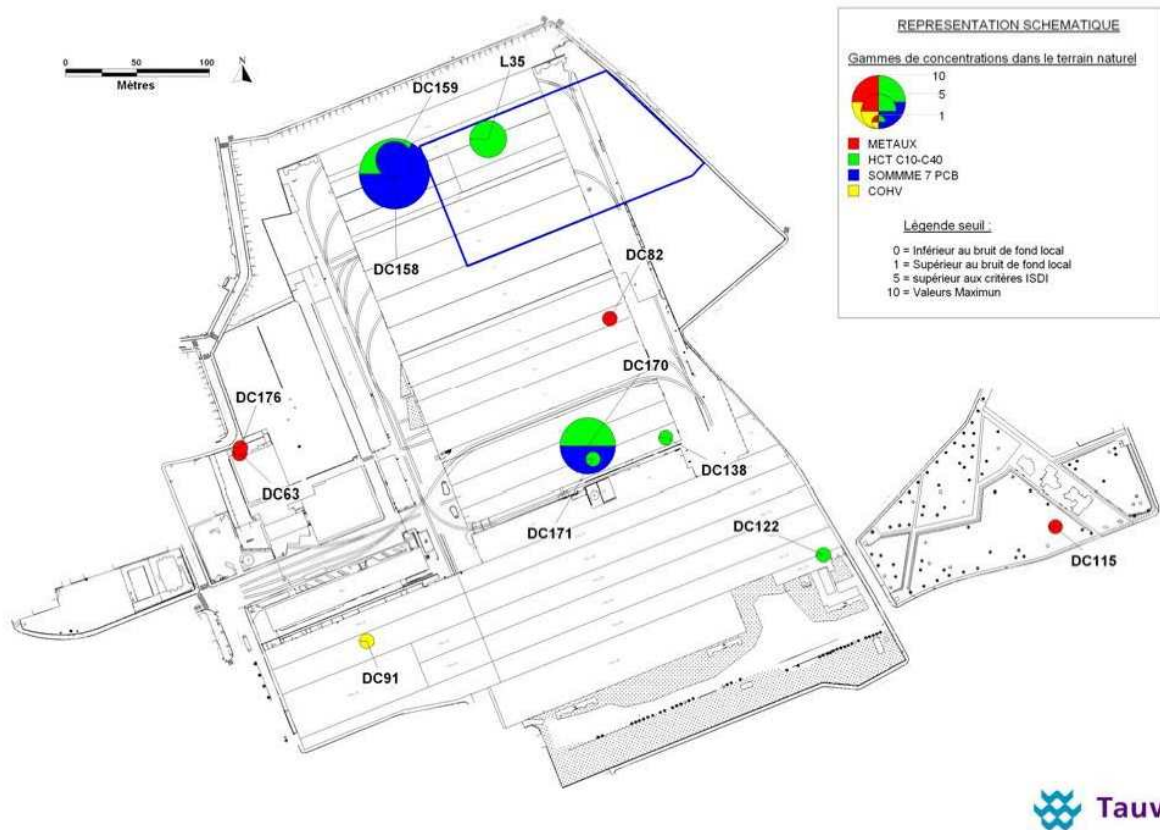 REPRESENTATION SCHEMATIQUE
Gammes de concentrations dans le terrain naturel
10
5
1
METAUX
HCT C10-C40
SOMMME 7 PCB
COHV
Légende seuil :
0 = Inférieur au bruit de fond local
1 = Supérieur au bruit de fond local
5 = supérieur aux critères ISDI
10 = Valeurs Maximun
0 50 100
Mètres
N
L35
DC159
DC158
DC82
DC170
DC176
DC63
DC138
DC171
DC122
DC115
DC91
Tauw